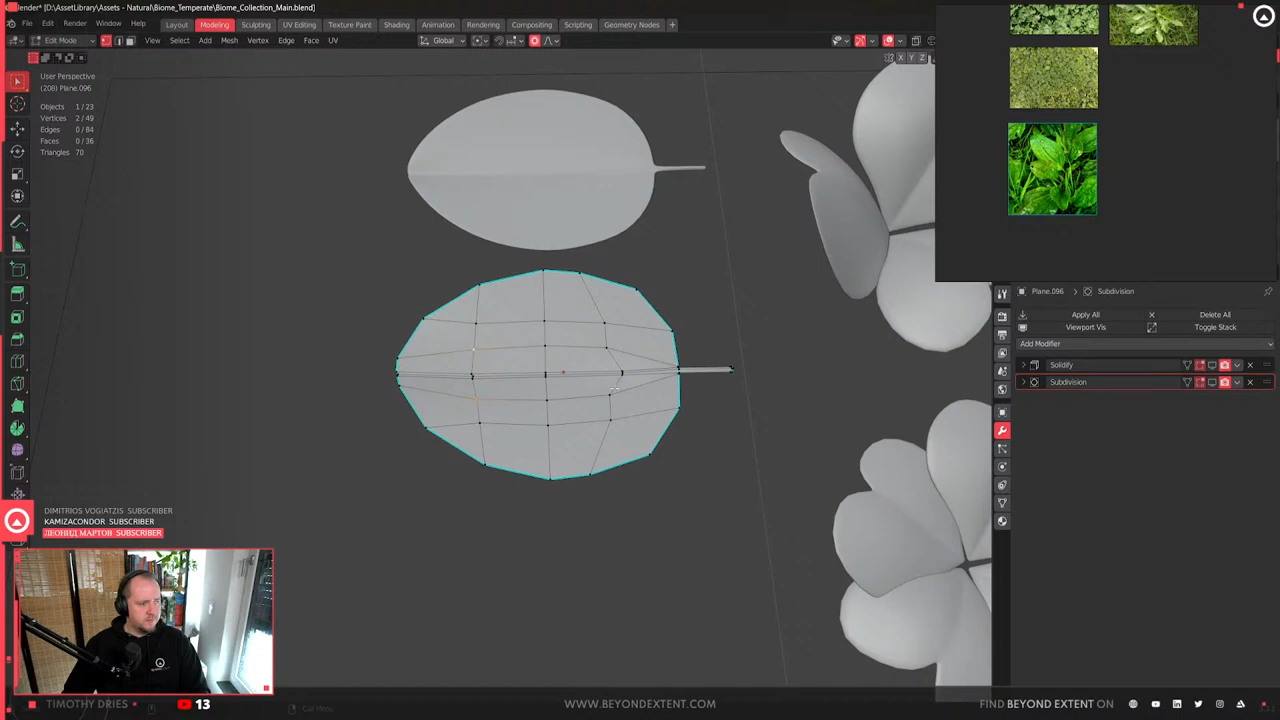 Blender* [D:\AssetLibrary\Assets - Natural\Biome_Temperate\Biome_Collection_Main.blend]
File Edit Render Window Help
Layout Modeling Sculpting UV Editing Texture Paint Shading Animation Rendering Compositing Scripting Geometry Nodes +
Edit Mode View Select Add Mesh Vertex Edge Face UV Global
X Y Z
User Perspective
(208) Plane.096
Objects 1 / 23
Vertices 2 / 49
Edges 0 / 84
Faces 0 / 36
Triangles 70
Plane.096 > Subdivision
Apply All Delete All
Viewport Vis Toggle Stack
Add Modifier
Solidify
Subdivision
DIMITRIOS VOGIATZIS SUBSCRIBER
KAMIZACONDOR SUBSCRIBER
ЛЕОНИД МАРТОВ SUBSCRIBER
TIMOTHY DRIES
13
WWW.BEYONDEXTENT.COM
FIND BEYOND EXTENT ON